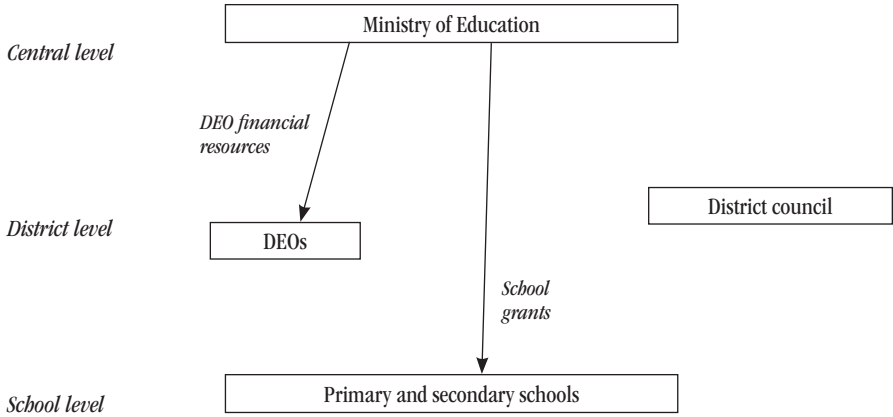 Ministry of Education
Central level
DEO financial
resources
District council
District level
DEOs
School
grants
Primary and secondary schools
School level